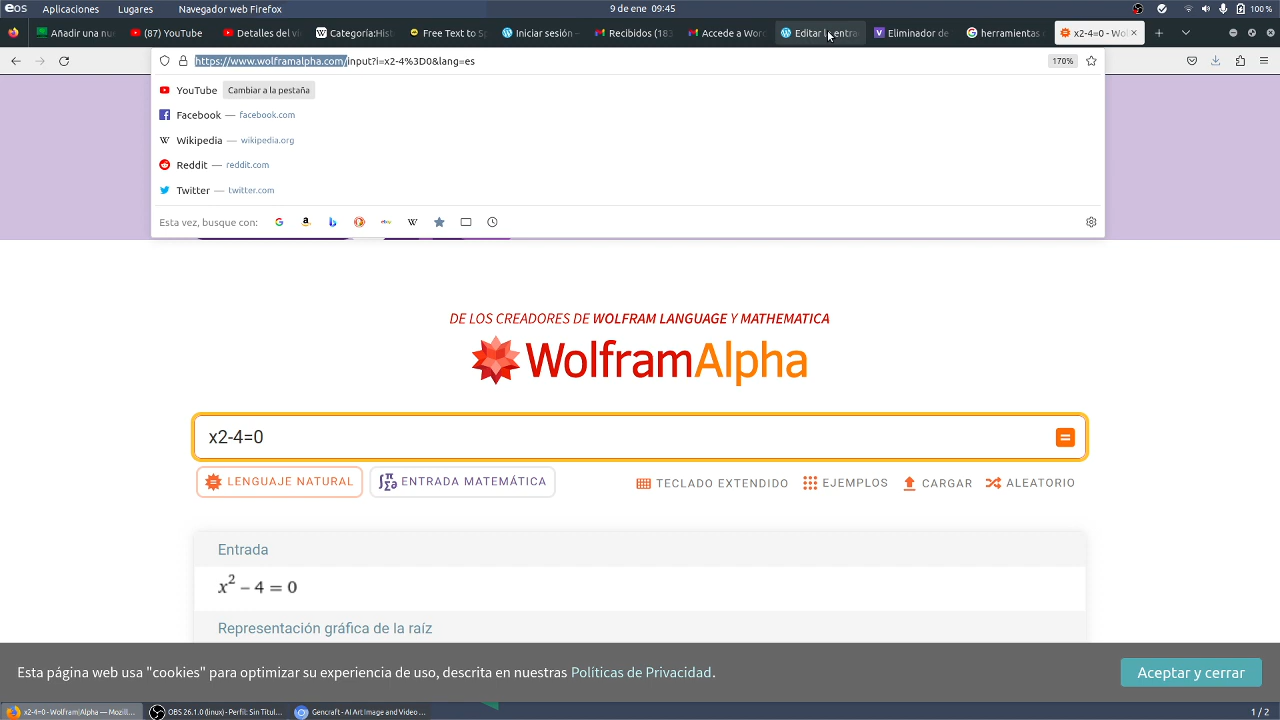 eos Aplicaciones Lugares Navegador web Firefox 9 de ene 09:45 100 %
Añadir una nu (87) YouTube Detalles del vi Categoría:His Free Text to Sp Iniciar sesión – Recibidos (183 Accede a Word Editar la entra Eliminador de herramientas x2-4=0 - Wol
https://www.wolframalpha.com/input?i=x2-4%3D0&lang=es 170%
YouTube Cambiar a la pestaña
Facebook — facebook.com
Wikipedia — wikipedia.org
Reddit — reddit.com
Twitter — twitter.com
Esta vez, busque con:
DE LOS CREADORES DE WOLFRAM LANGUAGE Y MATHEMATICA
WolframAlpha
x2-4=0
LENGUAJE NATURAL ENTRADA MATEMÁTICA TECLADO EXTENDIDO EJEMPLOS CARGAR ALEATORIO
Entrada
x² – 4 = 0
Representación gráfica de la raíz
Esta página web usa "cookies" para optimizar su experiencia de uso, descrita en nuestras Políticas de Privacidad. Aceptar y cerrar
x2-4=0 - Wolfram|Alpha — Mozill... OBS 26.1.0 (linux) - Perfil: Sin Títul... Gencraft - AI Art Image and Video ... 1 / 2